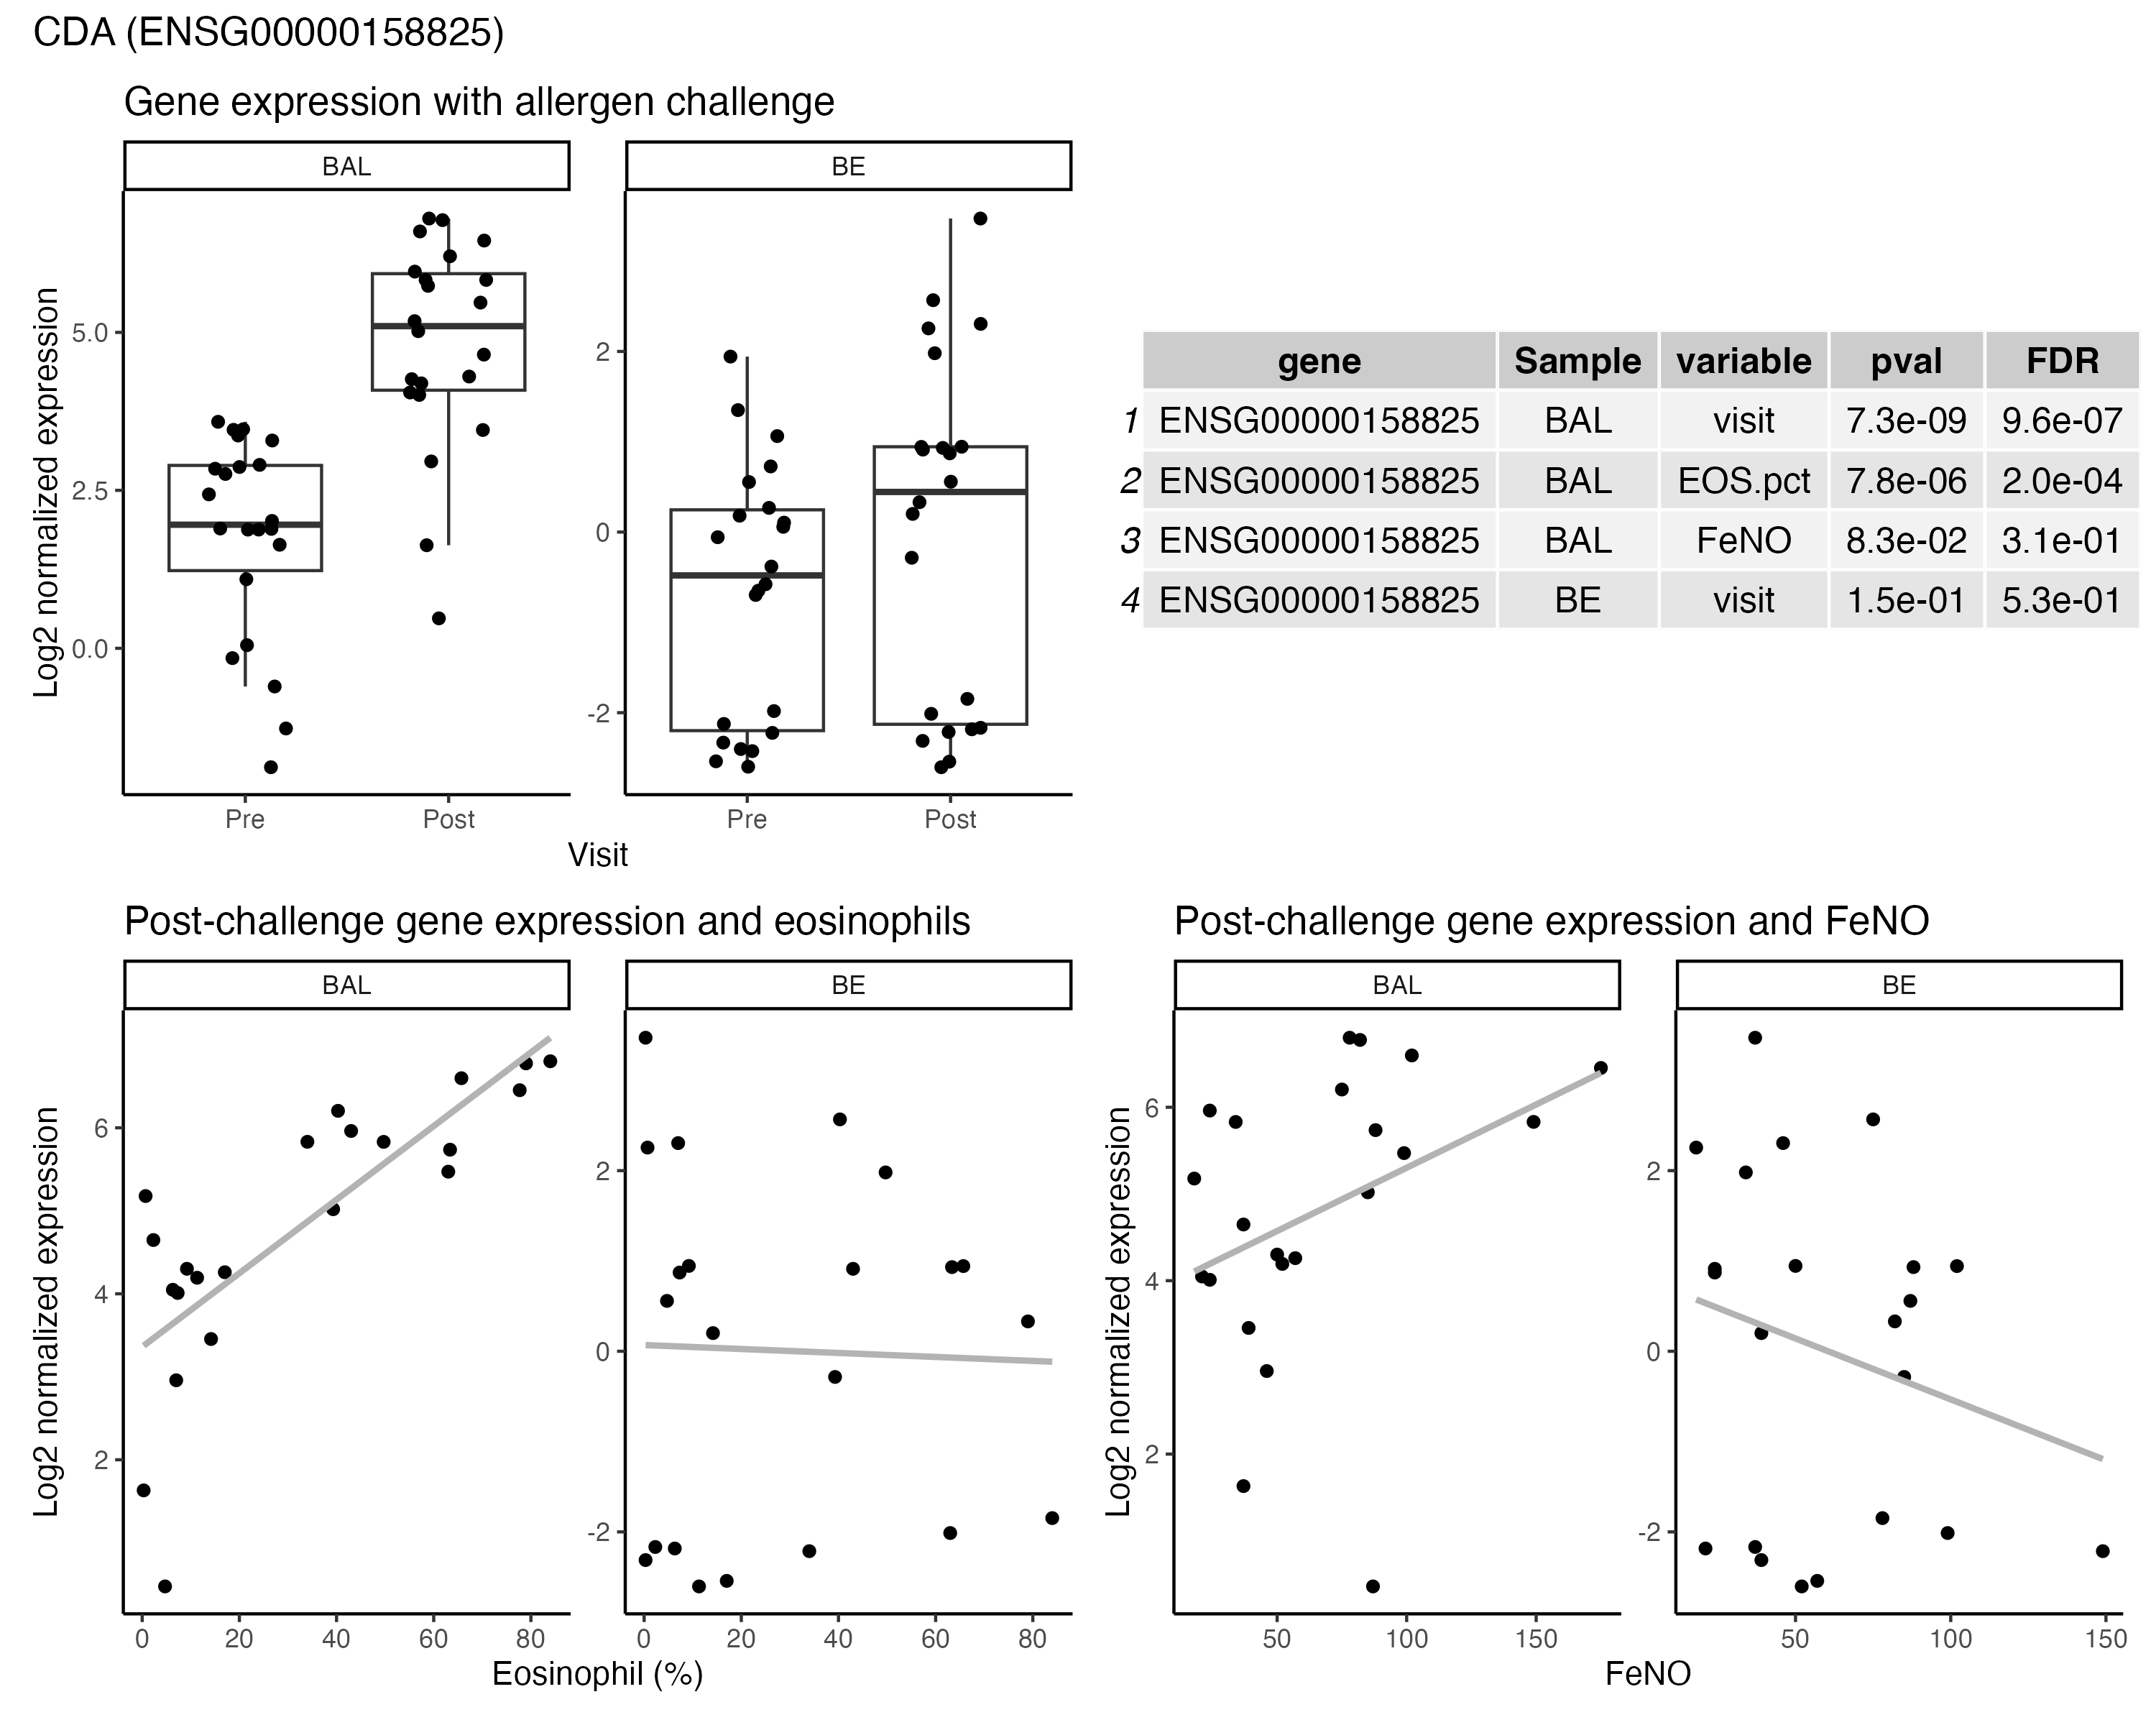 CDA (ENSG00000158825)
Gene expression with allergen challenge
BAL
BE
Log2 normalized expression
5.0
2.5
0.0
2
0
-2
Pre
Post
Pre
Post
Visit
gene Sample variable pval FDR
1 ENSG00000158825 BAL visit 7.3e-09 9.6e-07
2 ENSG00000158825 BAL EOS.pct 7.8e-06 2.0e-04
3 ENSG00000158825 BAL FeNO 8.3e-02 3.1e-01
4 ENSG00000158825 BE visit 1.5e-01 5.3e-01
Post-challenge gene expression and eosinophils
BAL
BE
Log2 normalized expression
6
4
2
2
0
-2
0 20 40 60 80
0 20 40 60 80
Eosinophil (%)
Post-challenge gene expression and FeNO
BAL
BE
Log2 normalized expression
6
4
2
2
0
-2
50 100 150
50 100 150
FeNO